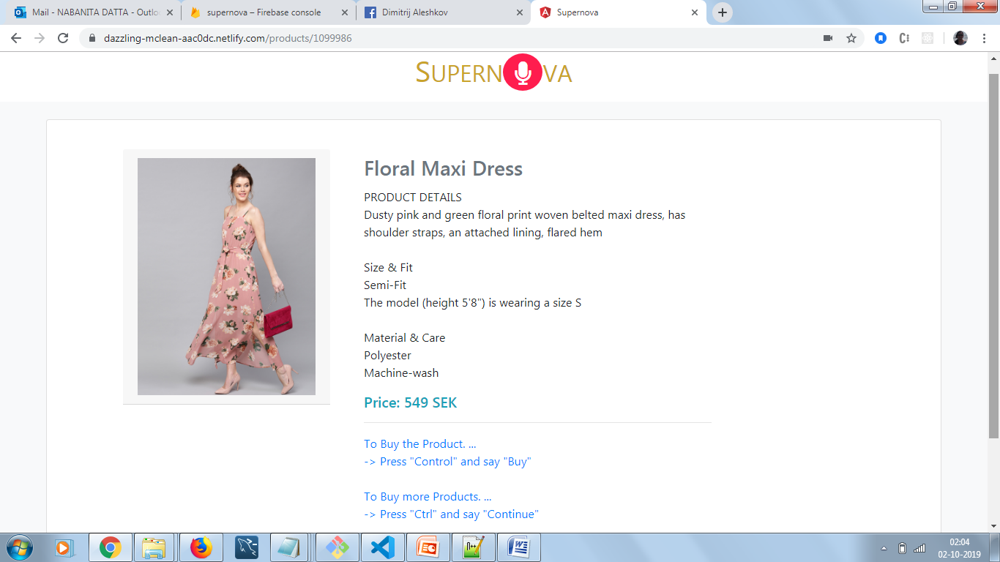 Mail - NABANITA DATTA - Outlo
supernova – Firebase console
Dimitrij Aleshkov
Supernova
dazzling-mclean-aac0dc.netlify.com/products/1099986
SUPERN VA
Floral Maxi Dress
PRODUCT DETAILS
Dusty pink and green floral print woven belted maxi dress, has
shoulder straps, an attached lining, flared hem
Size & Fit
Semi-Fit
The model (height 5'8") is wearing a size S
Material & Care
Polyester
Machine-wash
Price: 549 SEK
To Buy the Product. ...
-> Press "Control" and say "Buy"
To Buy more Products. ...
-> Press "Ctrl" and say "Continue"
02:04
02-10-2019